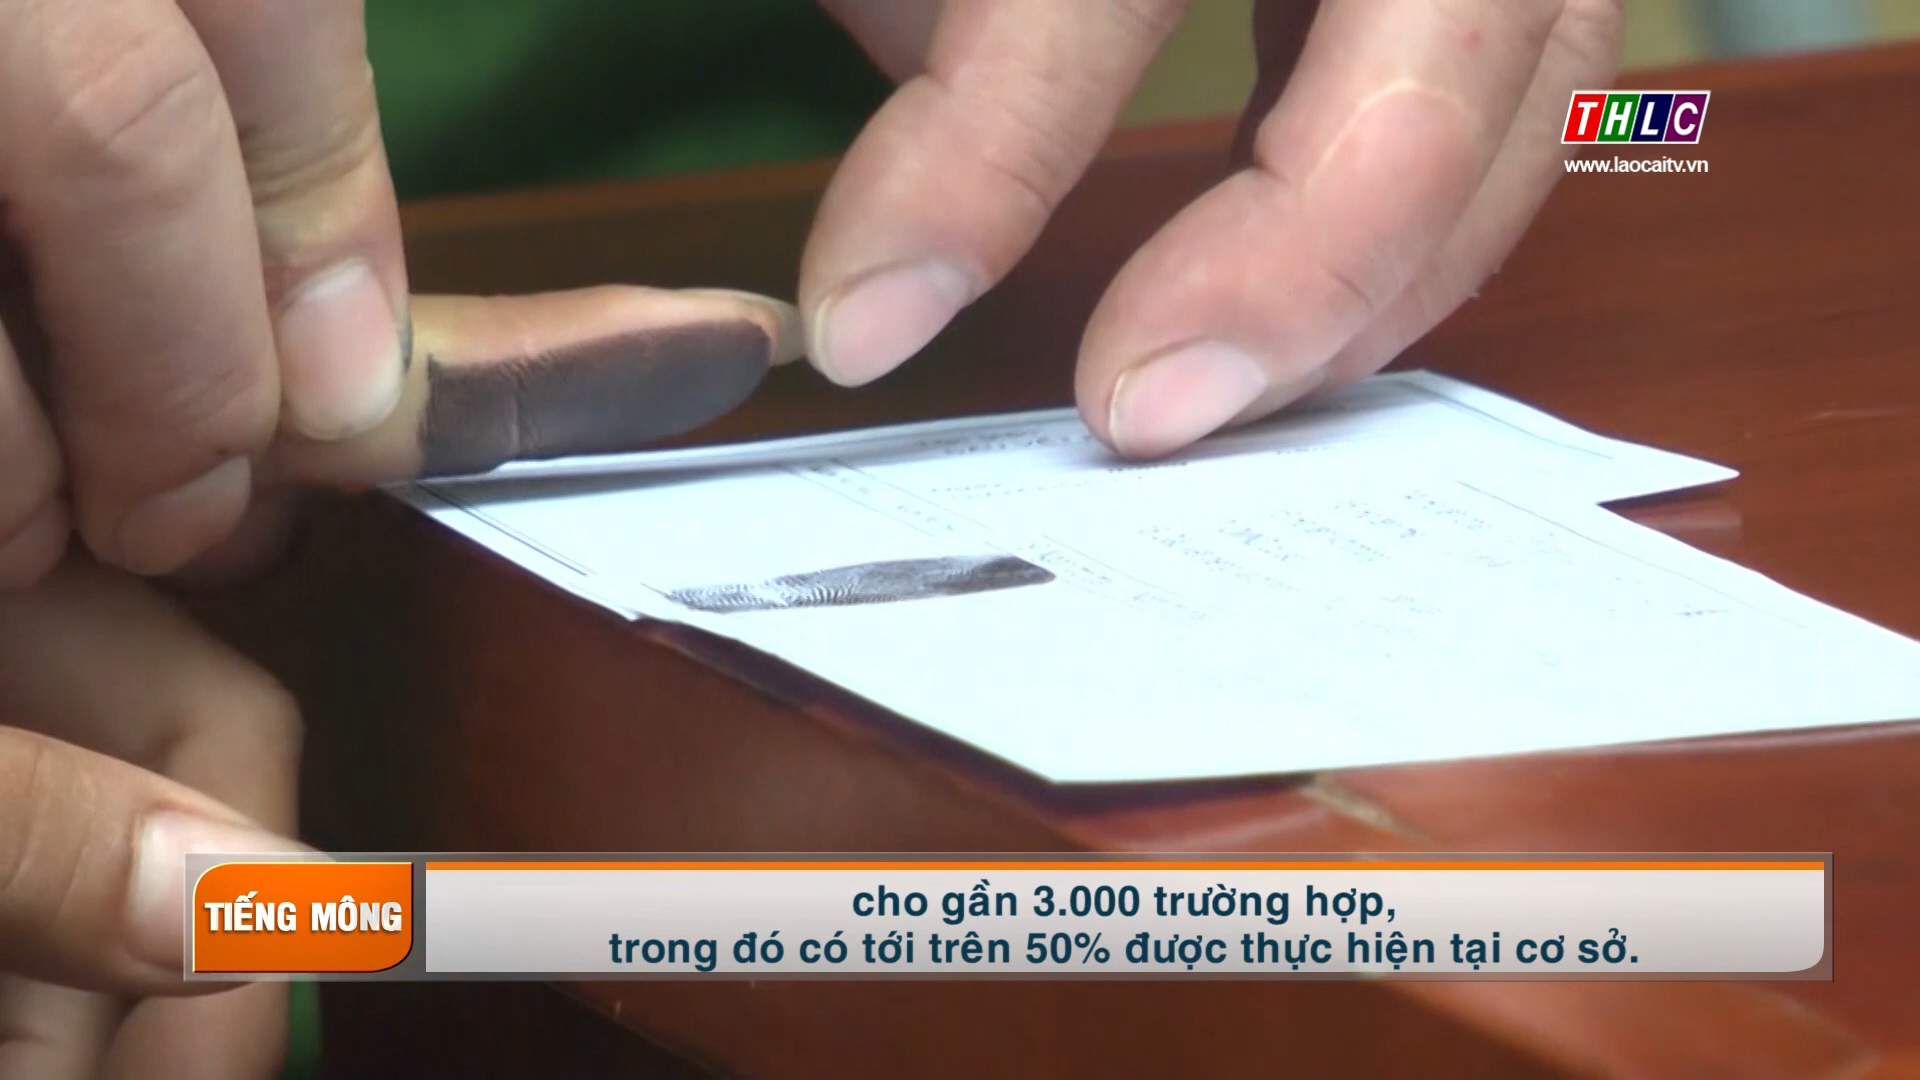 THLC
www.laocaitv.vn
TIẾNG MÔNG
cho gần 3.000 trường hợp,
trong đó có tới trên 50% được thực hiện tại cơ sở.